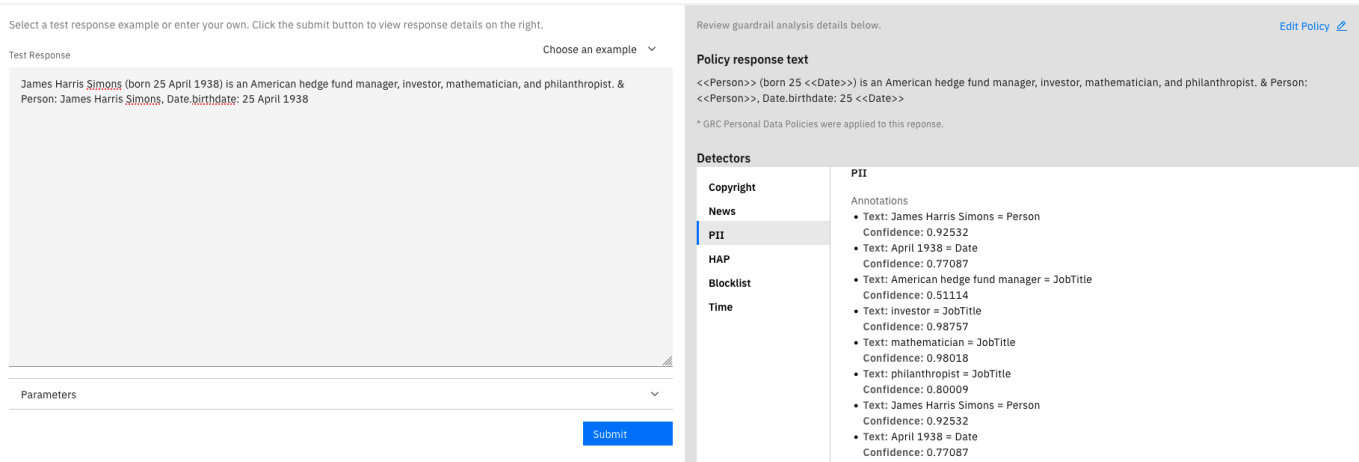 Select a test response example or enter your own. Click the submit button to view response details on the right.
Test Response
Choose an example
James Harris Simons (born 25 April 1938) is an American hedge fund manager, investor, mathematician, and philanthropist. &
Person: James Harris Simons, Date.birthdate: 25 April 1938
Parameters
Submit
Review guardrail analysis details below.
Edit Policy
Policy response text
<<Person>> (born 25 <<Date>>) is an American hedge fund manager, investor, mathematician, and philanthropist. & Person:
<<Person>>, Date.birthdate: 25 <<Date>>
* GRC Personal Data Policies were applied to this reponse.
Detectors
Copyright
News
PII
HAP
Blocklist
Time
PII
Annotations
• Text: James Harris Simons = Person
Confidence: 0.92532
• Text: April 1938 = Date
Confidence: 0.77087
• Text: American hedge fund manager = JobTitle
Confidence: 0.51114
• Text: investor = JobTitle
Confidence: 0.98757
• Text: mathematician = JobTitle
Confidence: 0.98018
• Text: philanthropist = JobTitle
Confidence: 0.80009
• Text: James Harris Simons = Person
Confidence: 0.92532
• Text: April 1938 = Date
Confidence: 0.77087